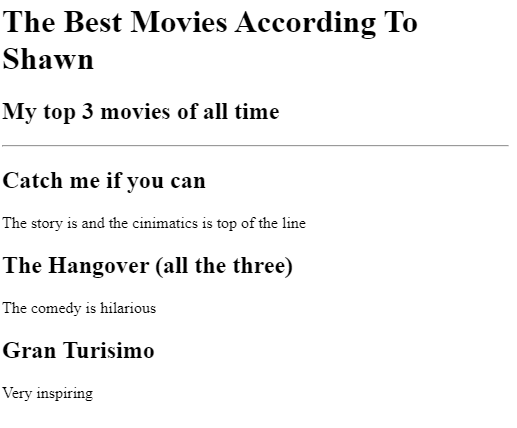 The Best Movies According To
Shawn
My top 3 movies of all time
Catch me if you can
The story is and the cinimatics is top of the line
The Hangover (all the three)
The comedy is hilarious
Gran Turisimo
Very inspiring